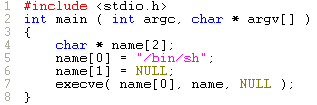 1 #include <stdio.h>
2 int main ( int argc, char * argv[] )
3 {
4 char * name[2];
5 name[0] = "/bin/sh";
6 name[1] = NULL;
7 execve( name[0], name, NULL );
8 }